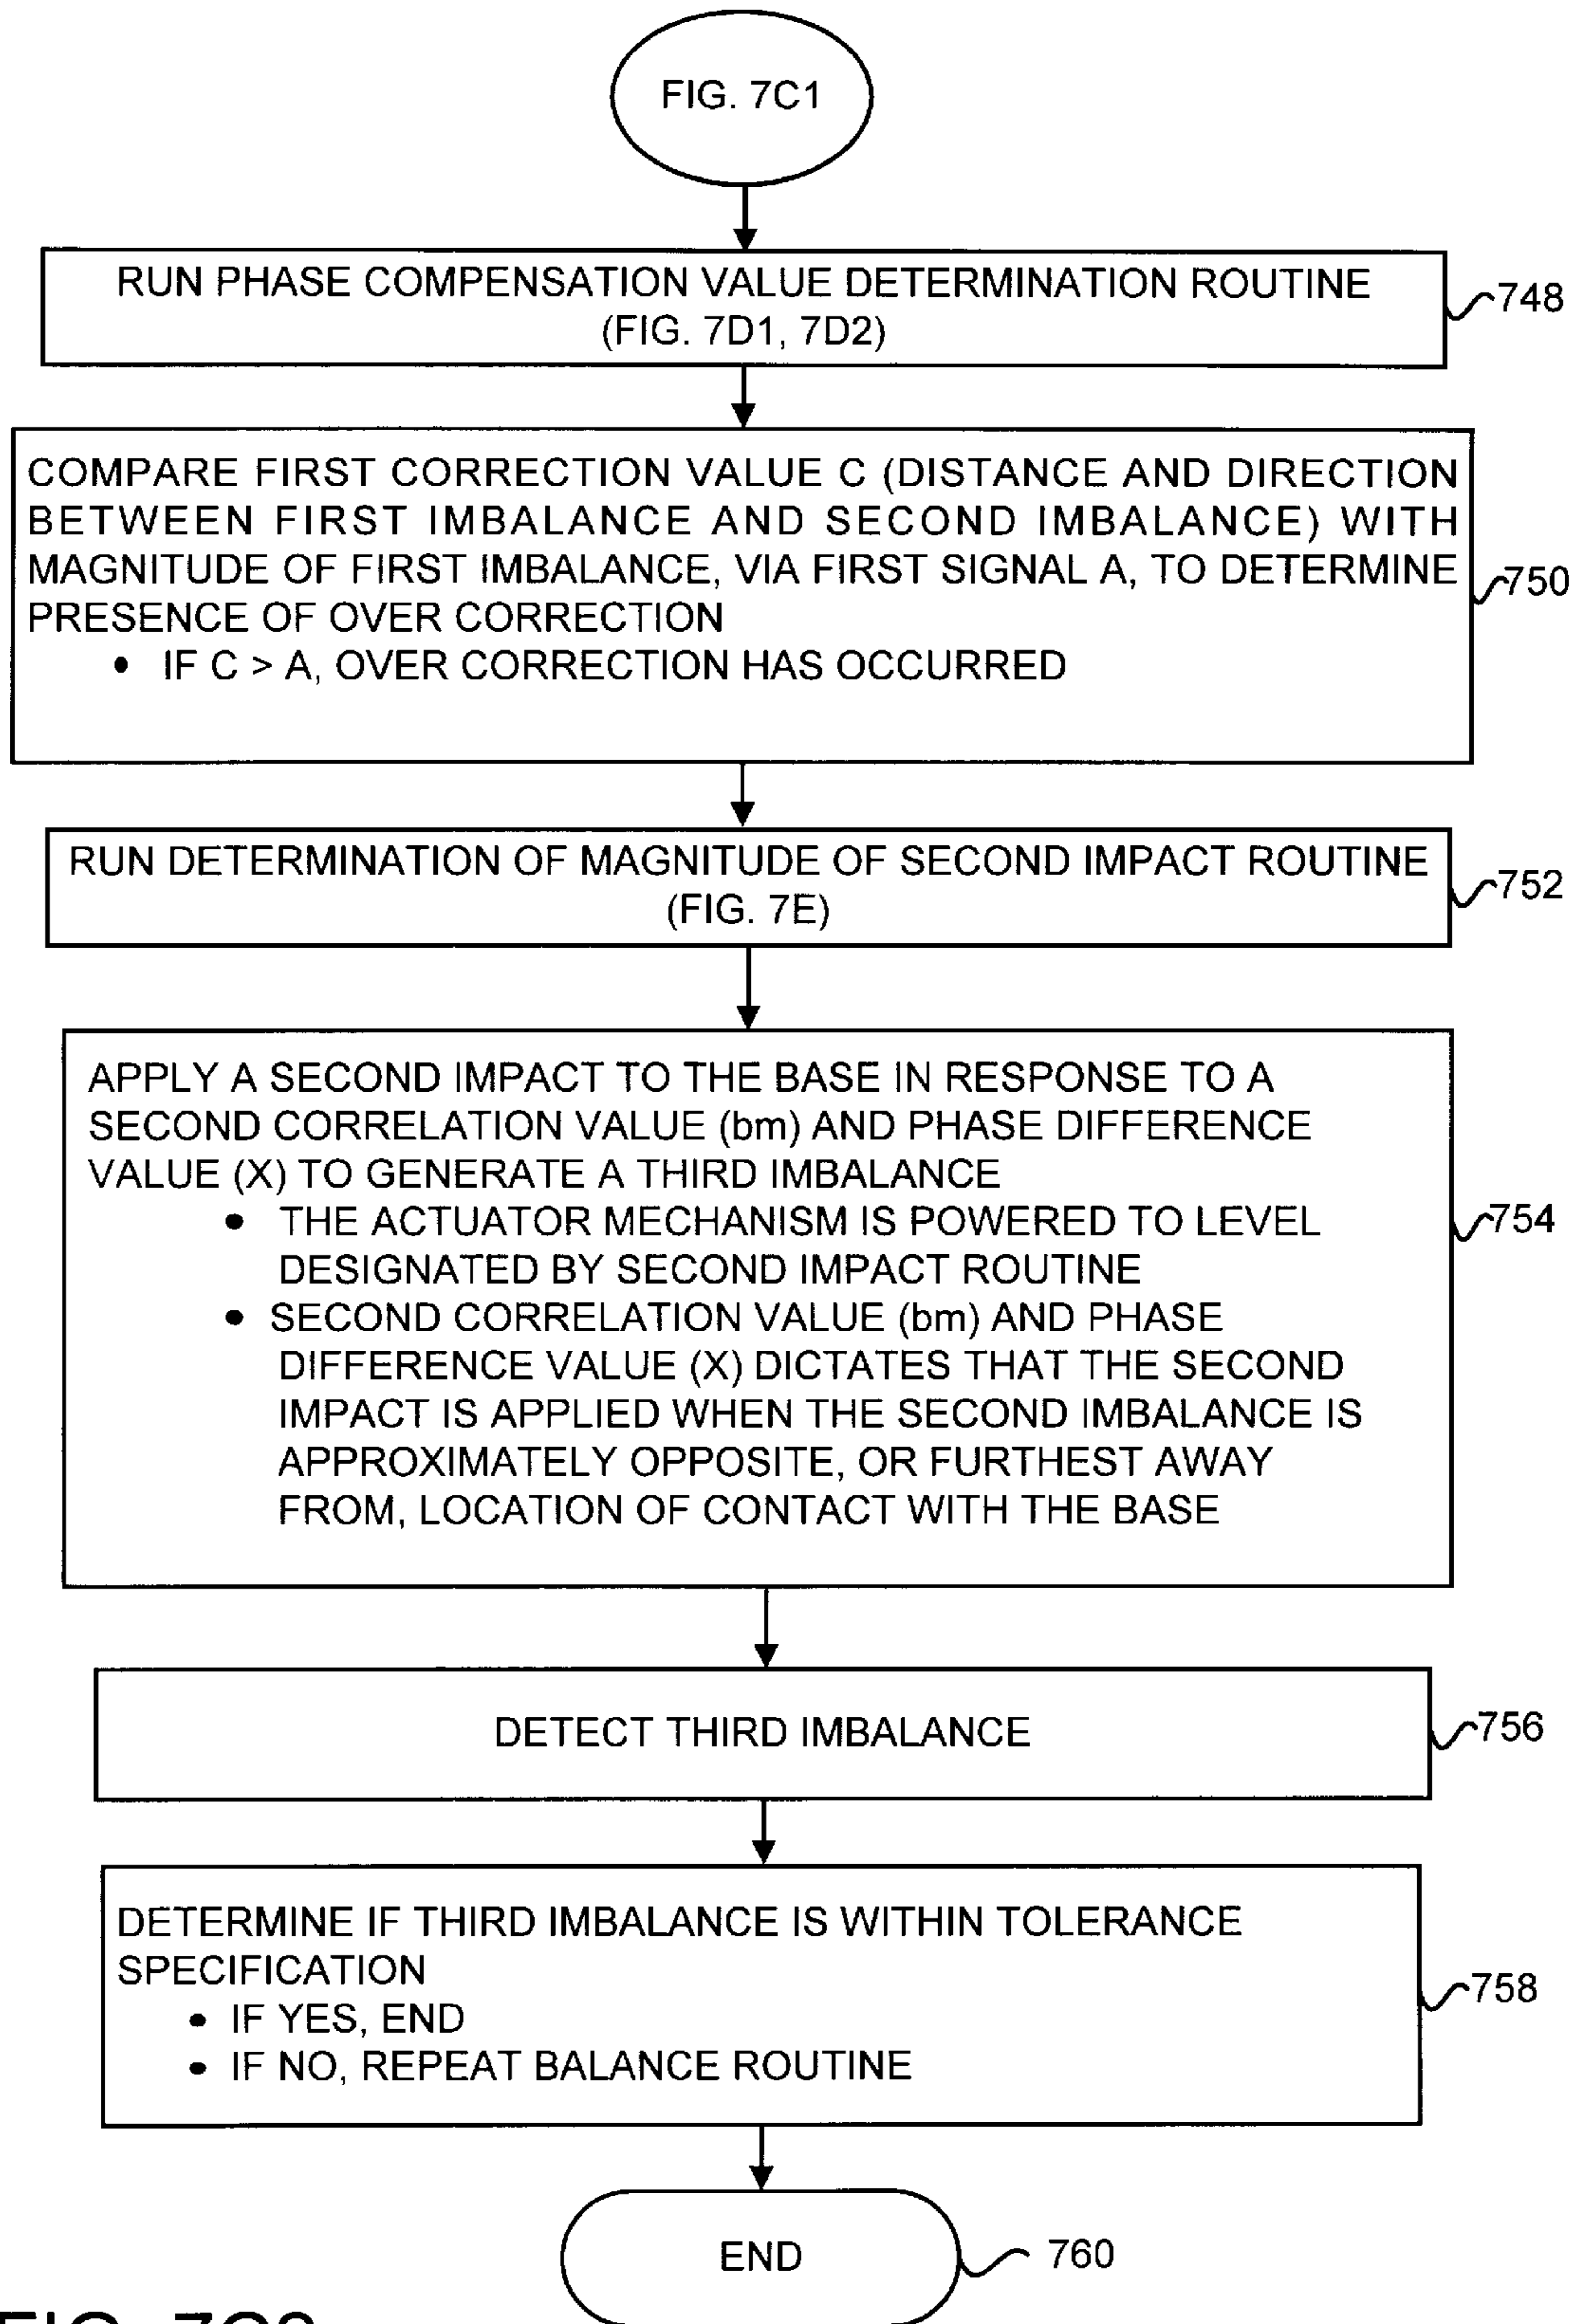 FIG. 7C1
RUN PHASE COMPENSATION VALUE DETERMINATION ROUTINE
(FIG. 7D1, 7D2)
748
COMPARE FIRST CORRECTION VALUE C (DISTANCE AND DIRECTION
BETWEEN FIRST IMBALANCE AND SECOND IMBALANCE) WITH
MAGNITUDE OF FIRST IMBALANCE, VIA FIRST SIGNAL A, TO DETERMINE
PRESENCE OF OVER CORRECTION
• IF C > A, OVER CORRECTION HAS OCCURRED
750
RUN DETERMINATION OF MAGNITUDE OF SECOND IMPACT ROUTINE
(FIG. 7E)
752
APPLY A SECOND IMPACT TO THE BASE IN RESPONSE TO A
SECOND CORRELATION VALUE (bm) AND PHASE DIFFERENCE
VALUE (X) TO GENERATE A THIRD IMBALANCE
• THE ACTUATOR MECHANISM IS POWERED TO LEVEL
DESIGNATED BY SECOND IMPACT ROUTINE
• SECOND CORRELATION VALUE (bm) AND PHASE
DIFFERENCE VALUE (X) DICTATES THAT THE SECOND
IMPACT IS APPLIED WHEN THE SECOND IMBALANCE IS
APPROXIMATELY OPPOSITE, OR FURTHEST AWAY
FROM, LOCATION OF CONTACT WITH THE BASE
754
DETECT THIRD IMBALANCE
756
DETERMINE IF THIRD IMBALANCE IS WITHIN TOLERANCE
SPECIFICATION
• IF YES, END
• IF NO, REPEAT BALANCE ROUTINE
758
END
760